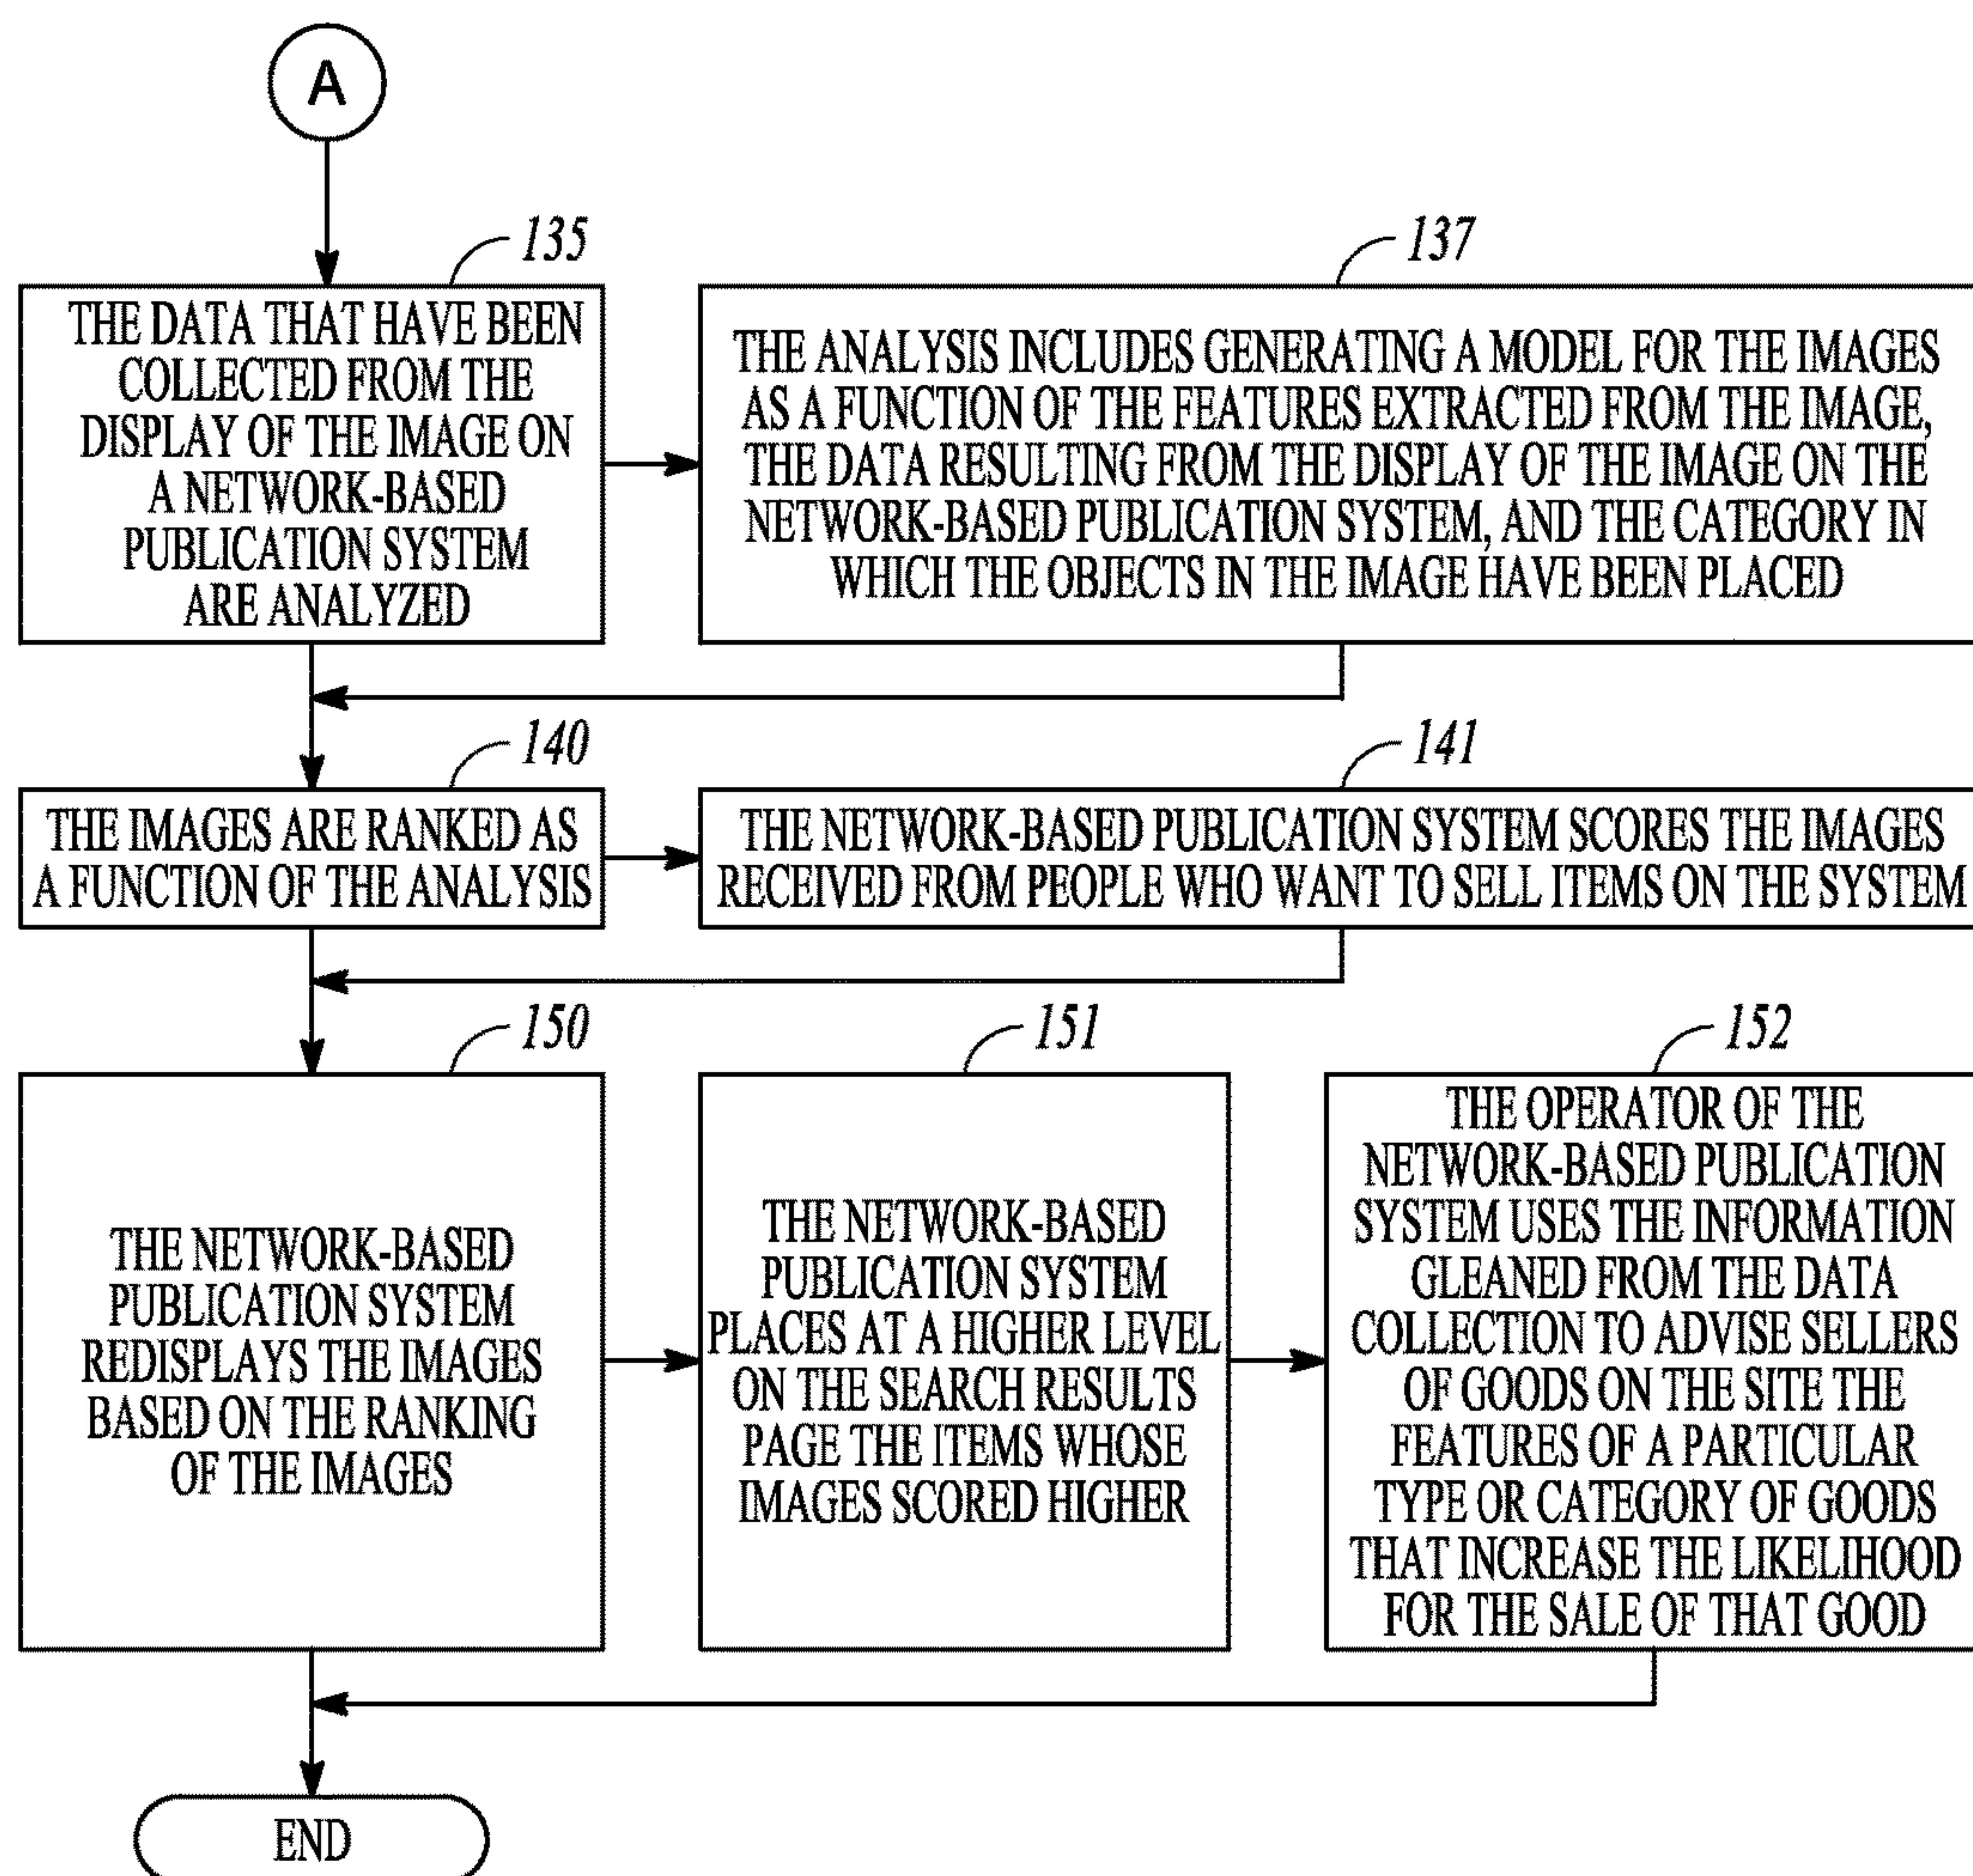 A
135
THE DATA THAT HAVE BEEN
COLLECTED FROM THE
DISPLAY OF THE IMAGE ON
A NETWORK-BASED
PUBLICATION SYSTEM
ARE ANALYZED
137
THE ANALYSIS INCLUDES GENERATING A MODEL FOR THE IMAGES
AS A FUNCTION OF THE FEATURES EXTRACTED FROM THE IMAGE,
THE DATA RESULTING FROM THE DISPLAY OF THE IMAGE ON THE
NETWORK-BASED PUBLICATION SYSTEM, AND THE CATEGORY IN
WHICH THE OBJECTS IN THE IMAGE HAVE BEEN PLACED
140
THE IMAGES ARE RANKED AS
A FUNCTION OF THE ANALYSIS
141
THE NETWORK-BASED PUBLICATION SYSTEM SCORES THE IMAGES
RECEIVED FROM PEOPLE WHO WANT TO SELL ITEMS ON THE SYSTEM
150
THE NETWORK-BASED
PUBLICATION SYSTEM
REDISPLAYS THE IMAGES
BASED ON THE RANKING
OF THE IMAGES
151
THE NETWORK-BASED
PUBLICATION SYSTEM
PLACES AT A HIGHER LEVEL
ON THE SEARCH RESULTS
PAGE THE ITEMS WHOSE
IMAGES SCORED HIGHER
152
THE OPERATOR OF THE
NETWORK-BASED PUBLICATION
SYSTEM USES THE INFORMATION
GLEANED FROM THE DATA
COLLECTION TO ADVISE SELLERS
OF GOODS ON THE SITE THE
FEATURES OF A PARTICULAR
TYPE OR CATEGORY OF GOODS
THAT INCREASE THE LIKELIHOOD
FOR THE SALE OF THAT GOOD
END